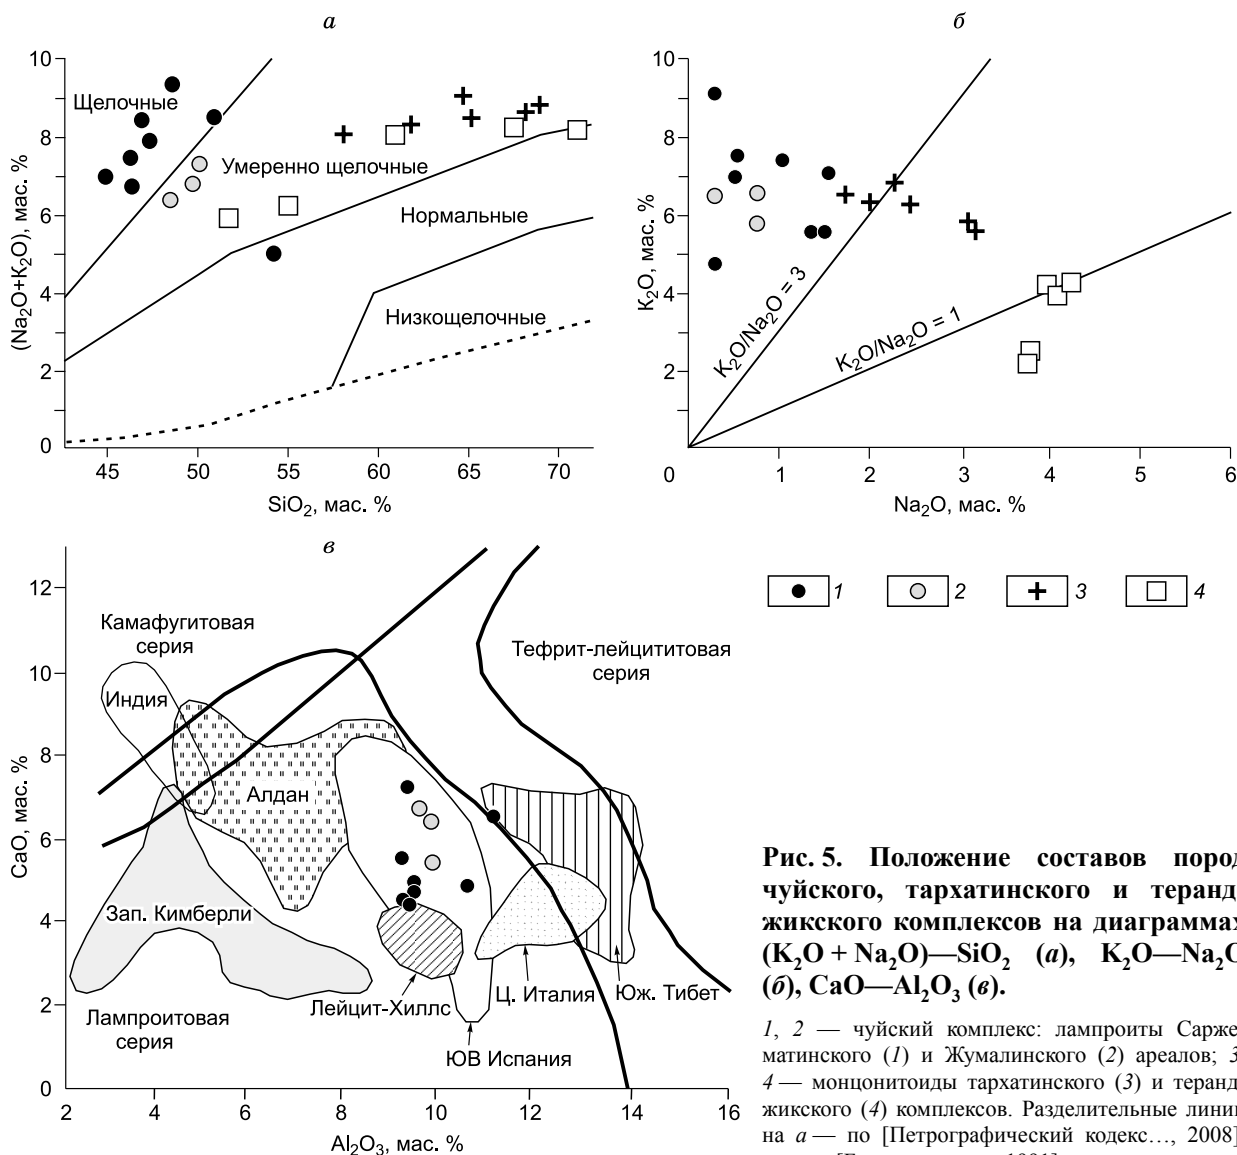 а
10
8
6
4
2
0
(Na₂O+K₂O), мас. %
Щелочные
Умеренно щелочные
Нормальные
Низкощелочные
45 50 55 60 65 70
SiO₂, мас. %
б
10
8
6
4
2
0
K₂O, мас. %
K₂O/Na₂O = 3
K₂O/Na₂O = 1
1 2 3 4 5 6
Na₂O, мас. %
в
12
10
8
6
4
2
0
CaO, мас. %
Камафугитовая
серия
Индия
Алдан
Тефрит-лейцититовая
серия
Зап. Кимберли
Лампроитовая
серия
Лейцит-Хиллс
Ц. Италия
Юж. Тибет
ЮВ Испания
2 4 6 8 10 12 14 16
Al₂O₃, мас. %
1 2 3 4
Рис. 5. Положение составов пород
чуйского, тархатинского и теранд-
жикского комплексов на диаграммах
(K₂O + Na₂O)—SiO₂ (а), K₂O—Na₂O
(б), CaO—Al₂O₃ (в).
1, 2 — чуйский комплекс: лампроиты Сарже-
матинского (1) и Жумалинского (2) ареалов; 3,
4 — монцонитоиды тархатинского (3) и теранд-
жикского (4) комплексов. Разделительные линии
на а — по [Петрографический кодекс…, 2008],